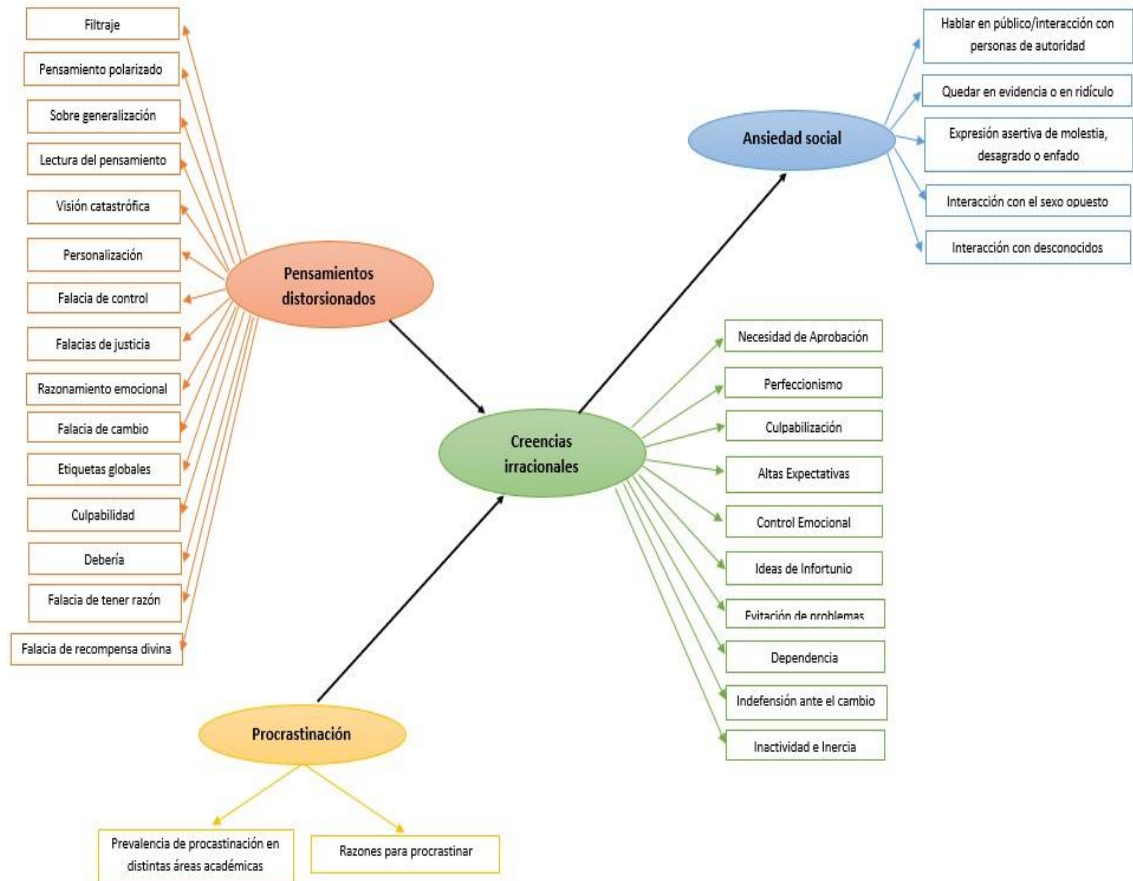 Filtraje
Pensamiento polarizado
Sobre generalización
Lectura del pensamiento
Visión catastrófica
Personalización
Falacia de control
Falacias de justicia
Razonamiento emocional
Falacia de cambio
Etiquetas globales
Culpabilidad
Debería
Falacia de tener razón
Falacia de recompensa divina
Pensamientos
distorsionados
Procrastinación
Prevalencia de procastinación en
distintas áreas académicas
Razones para procrastinar
Creencias
irracionales
Ansiedad social
Hablar en público/interacción con
personas de autoridad
Quedar en evidencia o en ridículo
Expresión asertiva de molestia,
desagrado o enfado
Interacción con el sexo opuesto
Interacción con desconocidos
Necesidad de Aprobación
Perfeccionismo
Culpabilización
Altas Expectativas
Control Emocional
Ideas de Infortunio
Evitación de problemas
Dependencia
Indefensión ante el cambio
Inactividad e Inercia